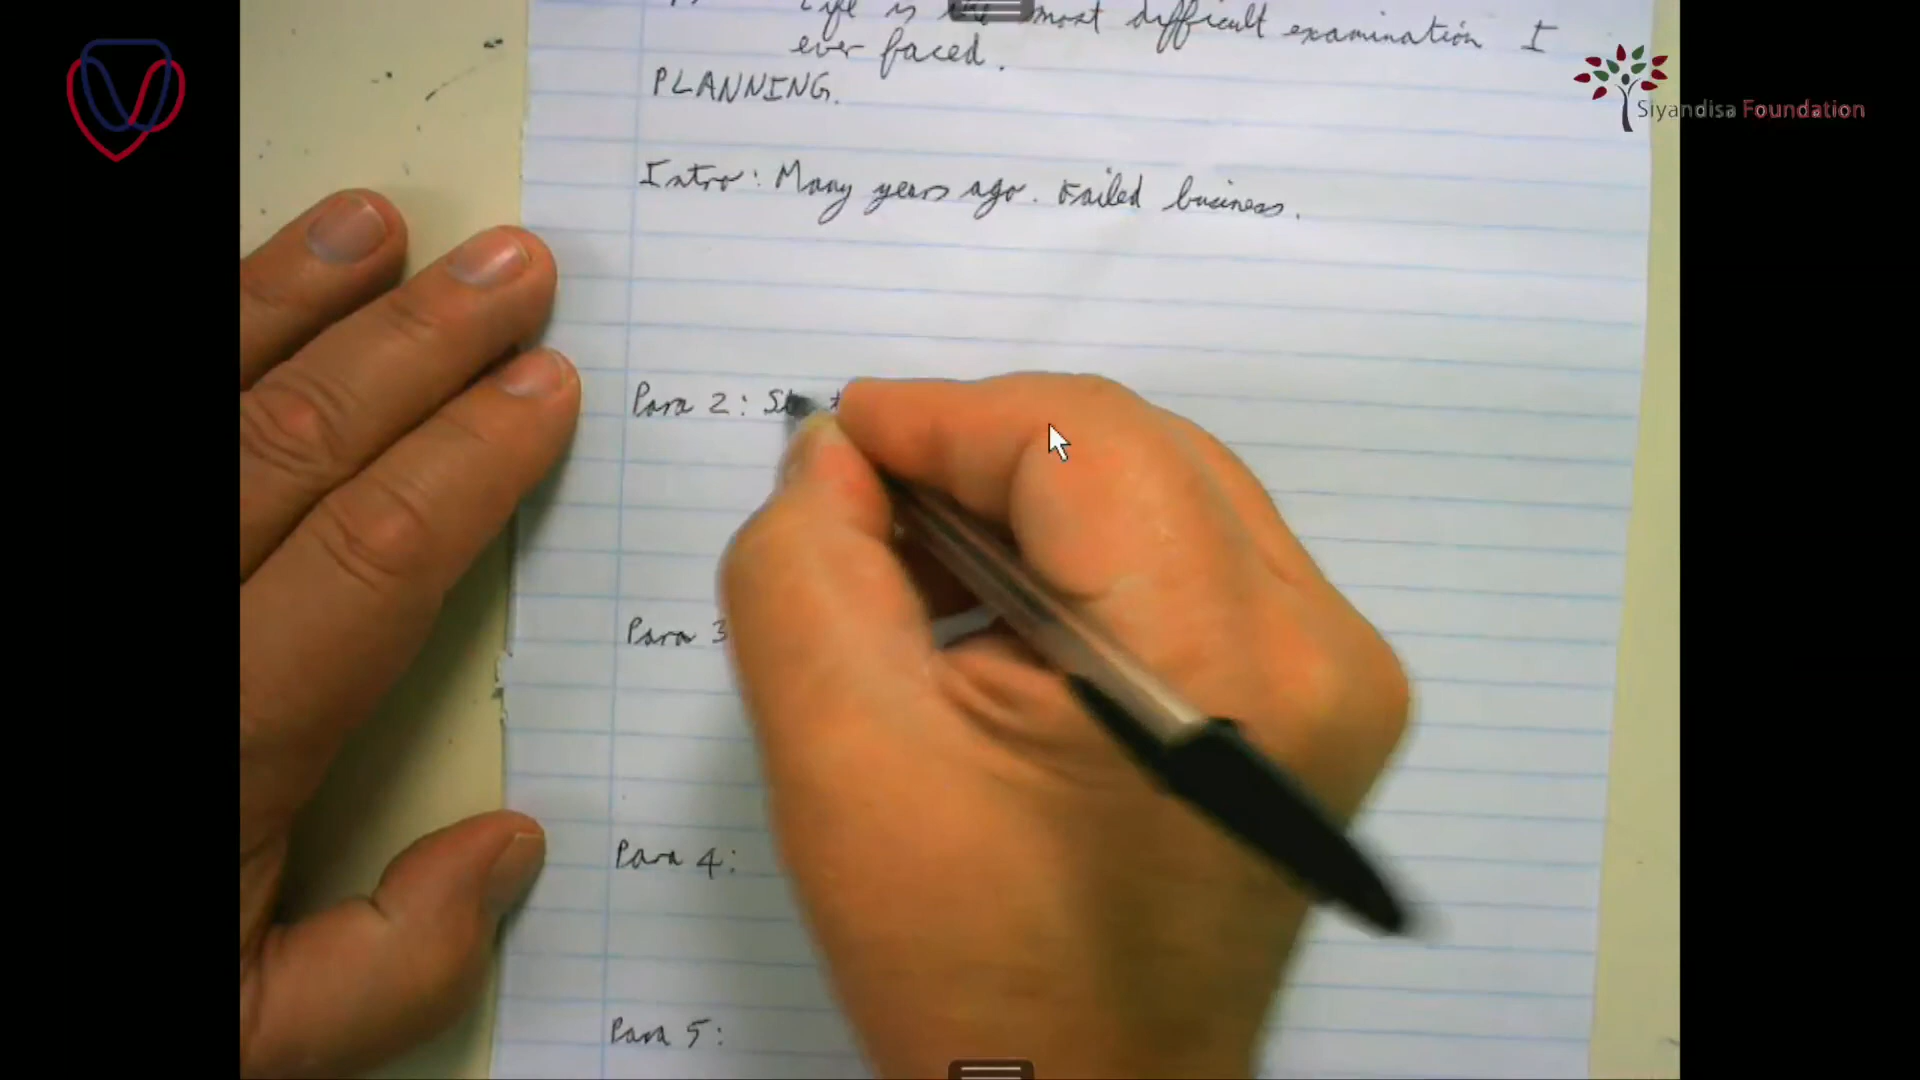 Life is the most difficult examination I
ever faced.
Siyandisa Foundation
PLANNING.
Intro: Many years ago. Failed business.
Para 2:
Para 3
Para 4:
Para 5: